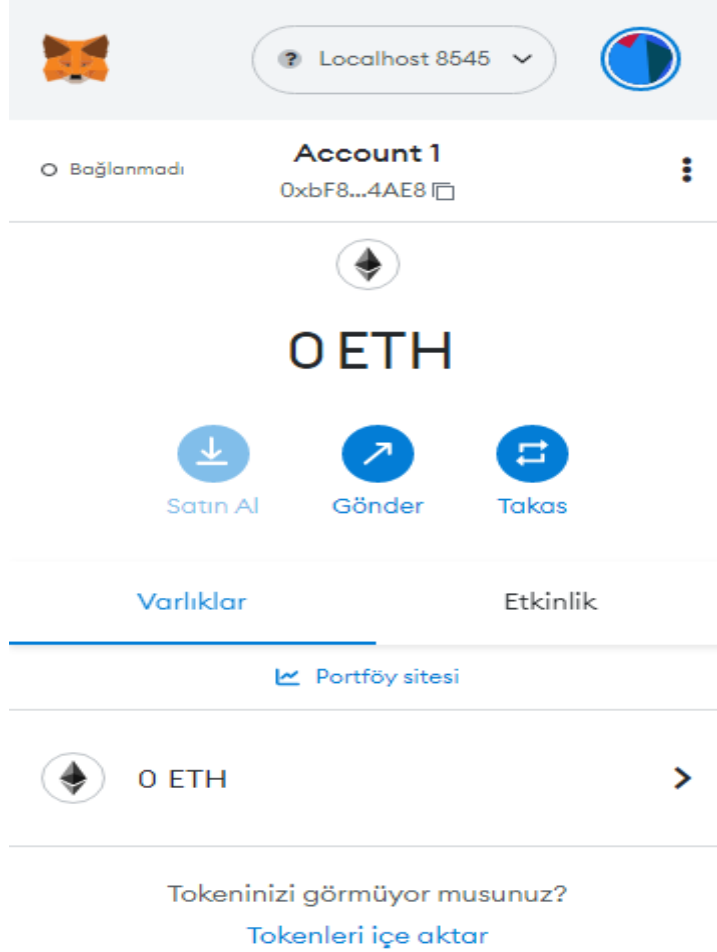 Localhost 8545
Bağlanmadı
Account 1
0xbF8...4AE8
0 ETH
Satın Al
Gönder
Takas
Varlıklar
Etkinlik
Portföy sitesi
0 ETH
Tokeninizi görmüyor musunuz?
Tokenleri içe aktar